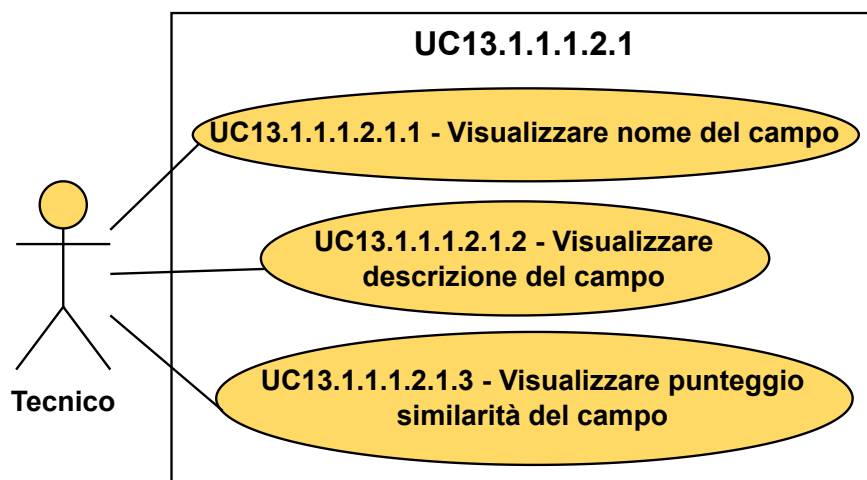 UC13.1.1.1.2.1
UC13.1.1.1.2.1.1 - Visualizzare nome del campo
UC13.1.1.1.2.1.2 - Visualizzare
descrizione del campo
UC13.1.1.1.2.1.3 - Visualizzare punteggio
similarità del campo
Tecnico